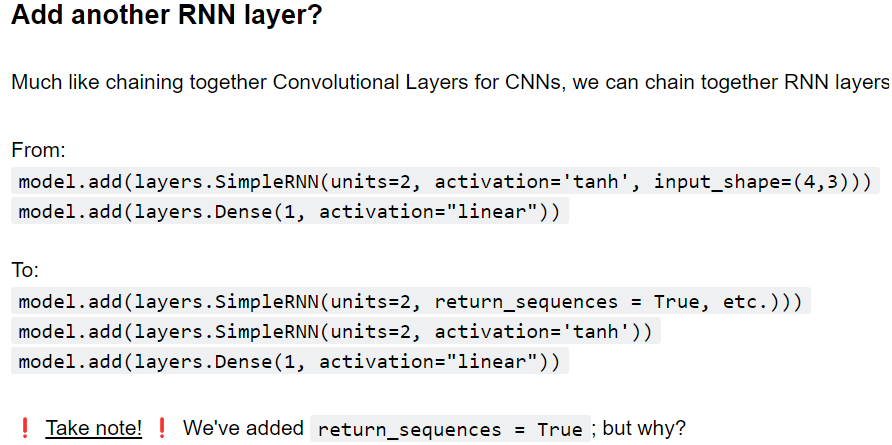 Add another RNN layer?
Much like chaining together Convolutional Layers for CNNs, we can chain together RNN layers
From:
model.add(layers.SimpleRNN(units=2, activation='tanh', input_shape=(4,3)))
model.add(layers.Dense(1, activation="linear"))
To:
model.add(layers.SimpleRNN(units=2, return_sequences = True, etc.)))
model.add(layers.SimpleRNN(units=2, activation='tanh'))
model.add(layers.Dense(1, activation="linear"))
❗ Take note! ❗ We've added return_sequences = True ; but why?